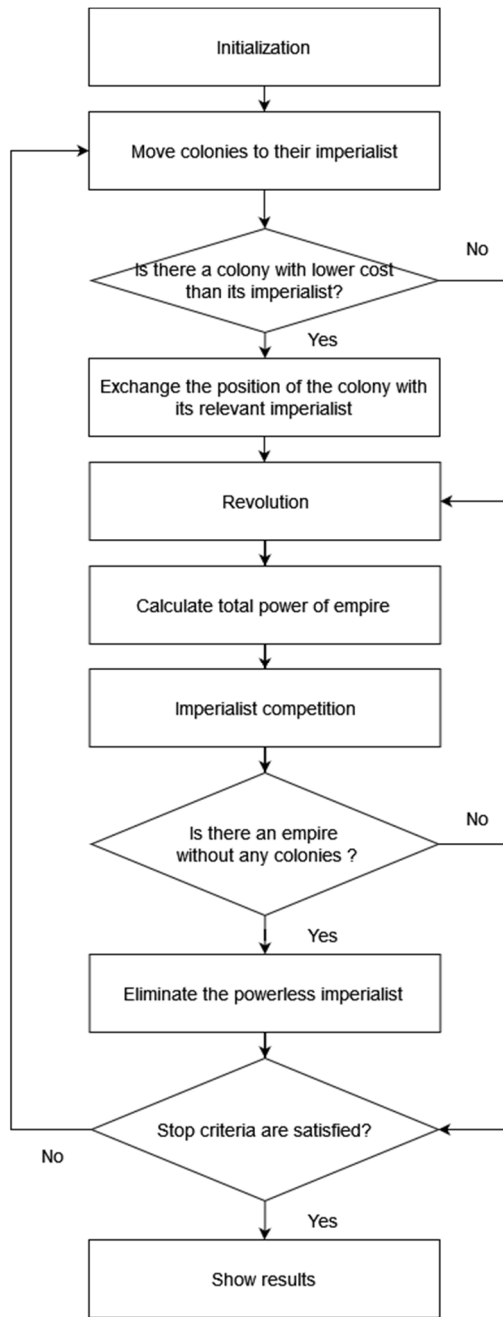 Initialization
Move colonies to their imperialist
Is there a colony with lower cost
than its imperialist?
No
Yes
Exchange the position of the colony with
its relevant imperialist
Revolution
Calculate total power of empire
Imperialist competition
Is there an empire
without any colonies ?
No
Yes
Eliminate the powerless imperialist
Stop criteria are satisfied?
No
Yes
Show results